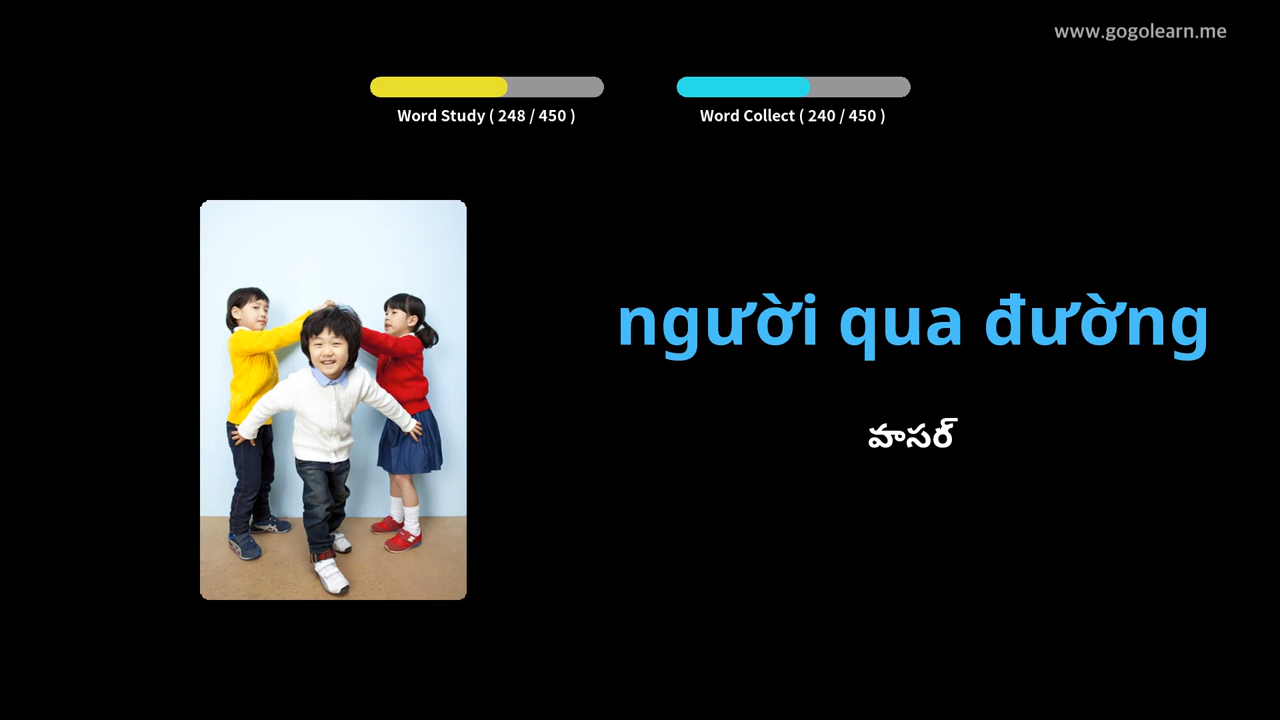 www.gogolearn.me
Word Study ( 248 / 450 )
Word Collect ( 240 / 450 )
người qua đường
వాసర్